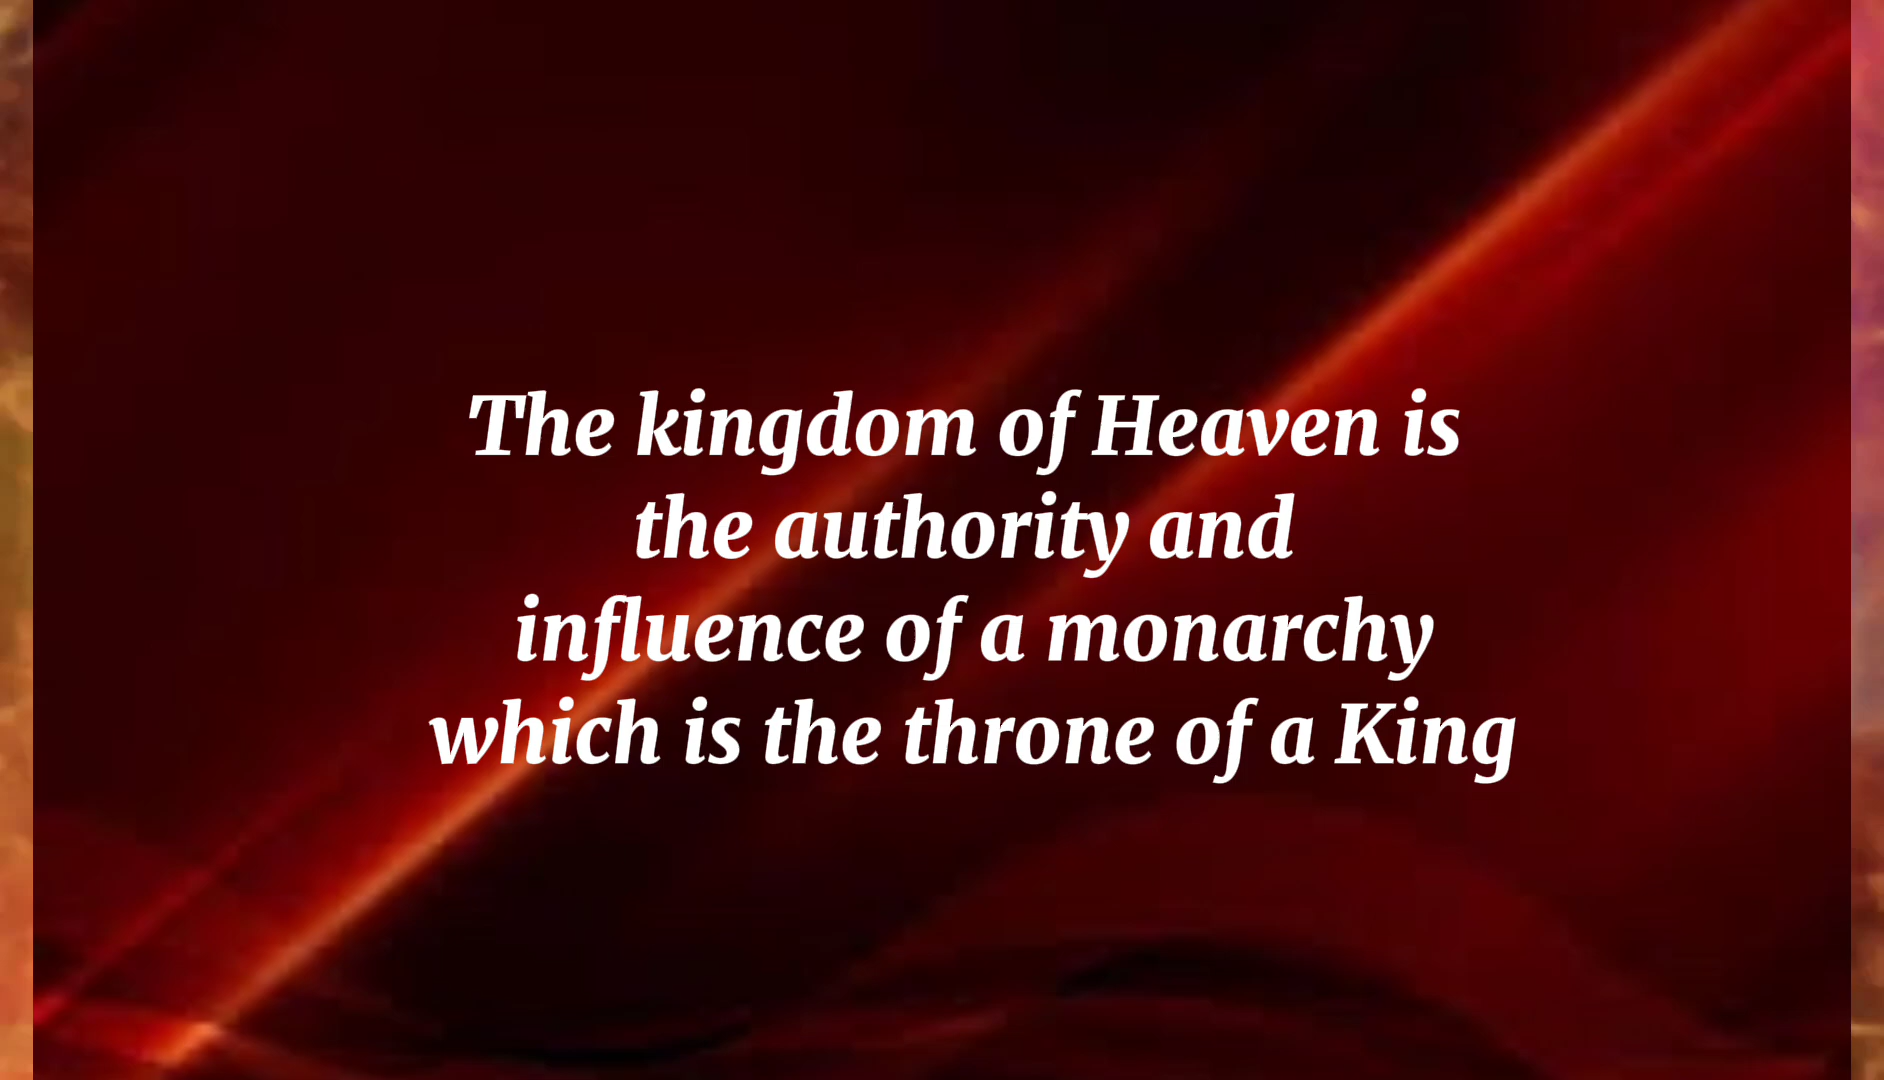 The kingdom of Heaven is
the authority and
influence of a monarchy
which is the throne of a King